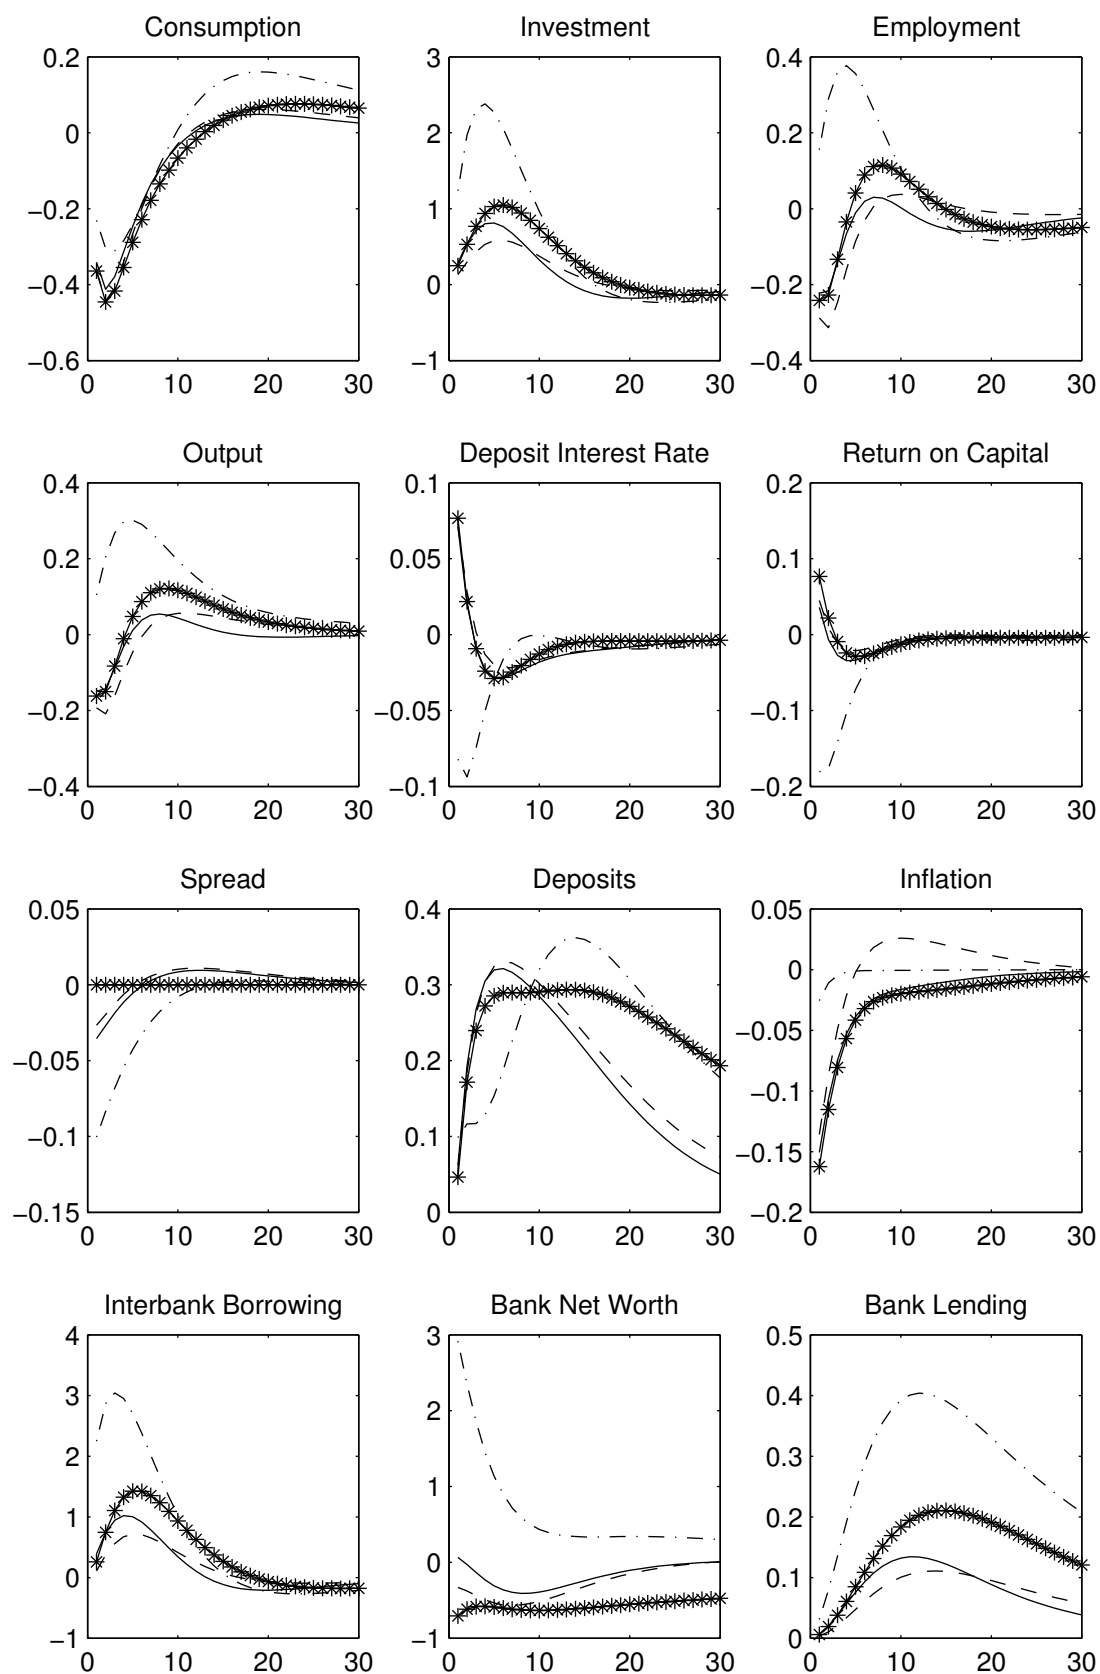 Consumption Investment Employment
0.2 3 0.4
0 2 0.2
−0.2 1 0
−0.4 0 −0.2
−0.6 −1 −0.4
0 10 20 30 0 10 20 30 0 10 20 30
Output Deposit Interest Rate Return on Capital
0.4 0.1 0.2
0.2 0.05 0.1
0 0 0
−0.2 −0.05 −0.1
−0.4 −0.1 −0.2
0 10 20 30 0 10 20 30 0 10 20 30
Spread Deposits Inflation
0.05 0.4 0.05
0 0.3 0
−0.05 0.2 −0.05
−0.1 0.1 −0.1
−0.15 0 −0.15
−0.2
0 10 20 30 0 10 20 30 0 10 20 30
Interbank Borrowing Bank Net Worth Bank Lending
4 3 0.5
3 2 0.4
2 1 0.3
1 0 0.2
0 −1 0.1
−1 0
0 10 20 30 0 10 20 30 0 10 20 30